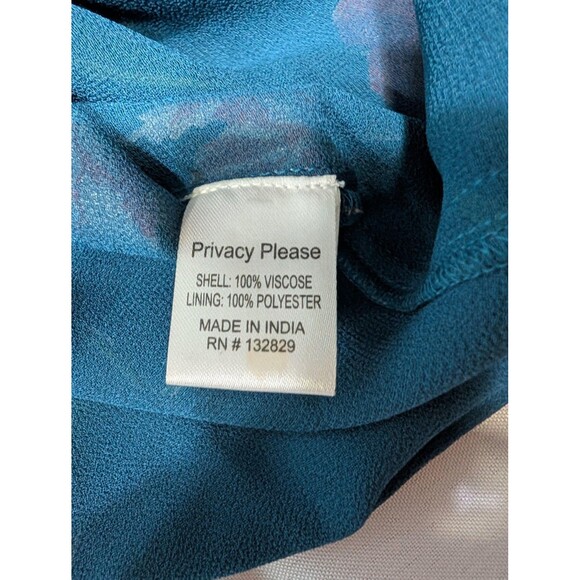 Privacy Please
SHELL: 100% VISCOSE
LINING: 100% POLYESTER
MADE IN INDIA
RN # 132829